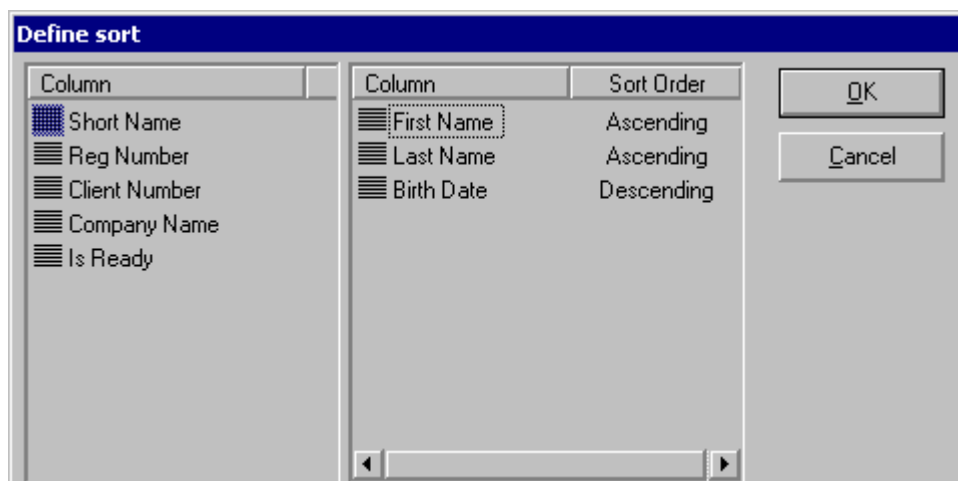 Define sort
Column
Short Name
Reg Number
Client Number
Company Name
Is Ready
Column Sort Order
First Name Ascending
Last Name Ascending
Birth Date Descending
OK
Cancel